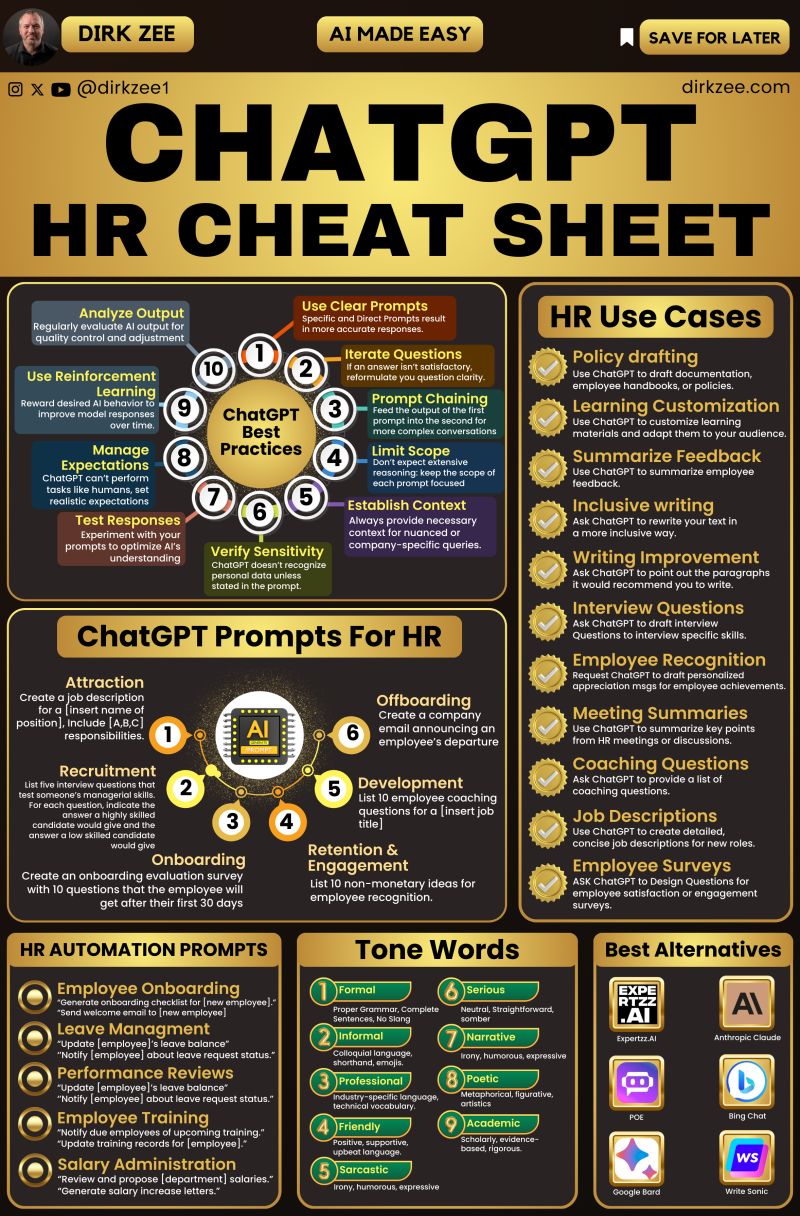 DIRK ZEE
AI MADE EASY
SAVE FOR LATER
@dirkzee1
dirkzee.com
CHATGPT
HR CHEAT SHEET
ChatGPT
Best
Practices
1
Use Clear Prompts
Specific and Direct Prompts result
in more accurate responses.
2
Iterate Questions
If an answer isn't satisfactory,
reformulate you question clarity.
3
Prompt Chaining
Feed the output of the first
prompt into the second for
more complex conversations
4
Limit Scope
Don't expect extensive
reasoning: keep the scope of
each prompt focused
5
Establish Context
Always provide necessary
context for nuanced or
company-specific queries.
6
Verify Sensitivity
ChatGPT doesn't recognize
personal data unless
stated in the prompt.
7
Test Responses
Experiment with your
prompts to optimize AI's
understanding
8
Manage
Expectations
ChatGPT can't perform
tasks like humans, set
realistic expectations
9
Use Reinforcement
Learning
Reward desired AI behavior to
improve model responses
over time.
10
Analyze Output
Regularly evaluate AI output for
quality control and adjustment
HR Use Cases
Policy drafting
Use ChatGPT to draft documentation,
employee handbooks, or policies.
Learning Customization
Use ChatGPT to customize learning
materials and adapt them to your audience.
Summarize Feedback
Use ChatGPT to summarize employee
feedback.
Inclusive writing
Ask ChatGPT to rewrite your text in
a more inclusive way.
Writing Improvement
Ask ChatGPT to point out the paragraphs
it would recommend you to write.
Interview Questions
Ask ChatGPT to draft interview
Questions to interview specific skills.
Employee Recognition
Request ChatGPT to draft personalized
appreciation msgs for employee achievements.
Meeting Summaries
Use ChatGPT to summarize key points
from HR meetings or discussions.
Coaching Questions
Ask ChatGPT to provide a list of
coaching questions.
Job Descriptions
Use ChatGPT to create detailed,
concise job descriptions for new roles.
Employee Surveys
ASK ChatGPT to Design Questions for
employee satisfaction or engagement
surveys.
ChatGPT Prompts For HR
AI
PROMPT
1
Attraction
Create a job description
for a [insert name of
position], Include [A,B,C]
responsibilities.
2
Recruitment
List five interview questions that
test someone's managerial skills.
For each question, indicate the
answer a highly skilled
candidate would give and the
answer a low skilled candidate
would give
3
Onboarding
Create an onboarding evaluation survey
with 10 questions that the employee will
get after their first 30 days
4
Retention &
Engagement
List 10 non-monetary ideas for
employee recognition.
5
Development
List 10 employee coaching
questions for a [insert job
title]
6
Offboarding
Create a company
email announcing an
employee's departure
HR AUTOMATION PROMPTS
Employee Onboarding
"Generate onboarding checklist for [new employee]."
"Send welcome email to [new employee]
Leave Managment
"Update [employee]'s leave balance"
"Notify [employee] about leave request status."
Performance Reviews
"Update [employee]'s leave balance"
"Notify [employee] about leave request status."
Employee Training
"Notify due employees of upcoming training."
"Update training records for [employee]."
Salary Administration
"Review and propose [department] salaries."
"Generate salary increase letters."
Tone Words
1 Formal
Proper Grammar, Complete
Sentences, No Slang
2 Informal
Colloquial language,
shorthand, emojis.
3 Professional
Industry-specific language,
technical vocabulary.
4 Friendly
Positive, supportive,
upbeat language.
5 Sarcastic
Irony, humorous, expressive
6 Serious
Neutral, Straightforward,
somber
7 Narrative
Irony, humorous, expressive
8 Poetic
Metaphorical, figurative,
artistics
9 Academic
Scholarly, evidence-
based, rigorous.
Best Alternatives
EXPE
RTZZ
.AI
Expertzz.AI
A\
Anthropic Claude
POE
Bing Chat
Google Bard
WS
Write Sonic